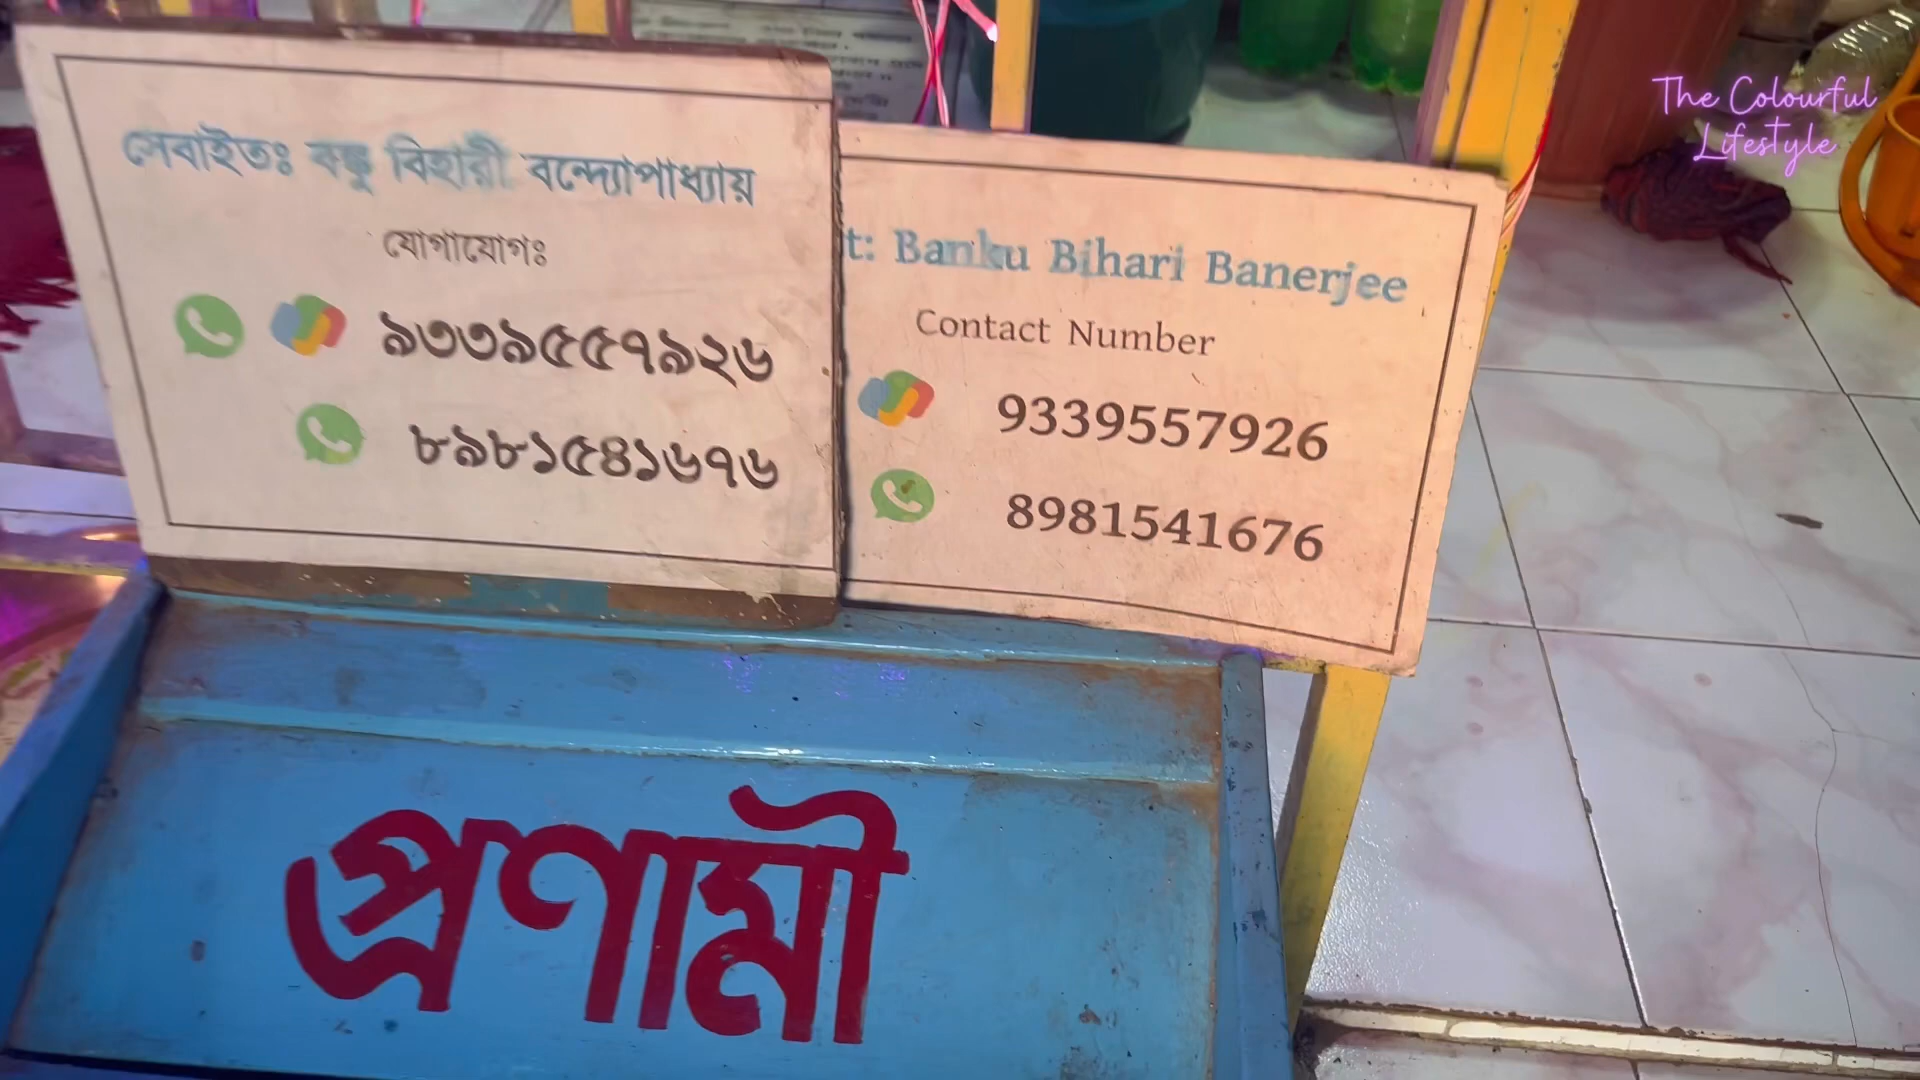 সেবাইতঃ বঙ্কু বিহারী বন্দ্যোপাধ্যায়
যোগাযোগঃ
৯৩৩৯৫৫৭৯২৬
৮৯৮১৫৪১৬৭৬
t: Banku Bihari Banerjee
Contact Number
9339557926
8981541676
প্রণামী
The Colourful
Lifestyle